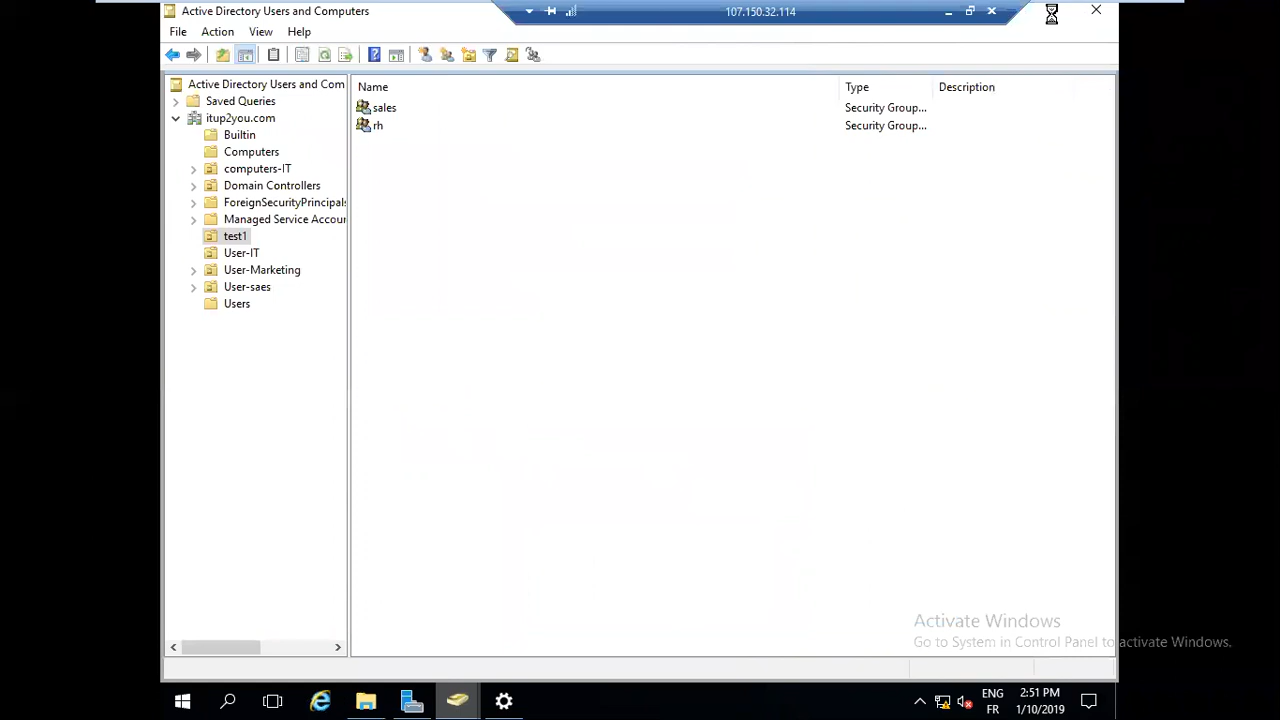 Active Directory Users and Computers
107.150.32.114
File Action View Help
Active Directory Users and Com
Name Type Description
Saved Queries
sales Security Group...
itup2you.com
rh Security Group...
Builtin
Computers
computers-IT
Domain Controllers
ForeignSecurityPrincipals
Managed Service Accour
test1
User-IT
User-Marketing
User-saes
Users
Activate Windows
Go to System in Control Panel to activate Windows.
ENG 2:51 PM
FR 1/10/2019